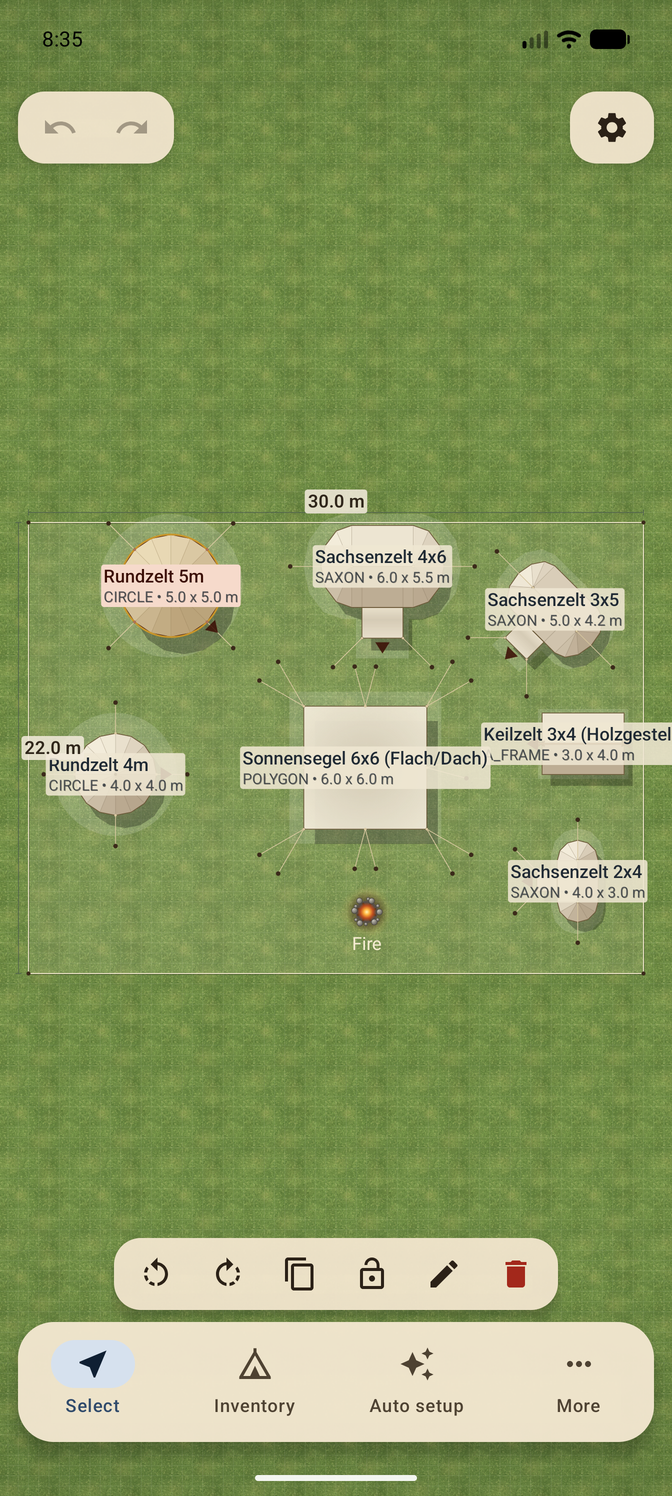 8:35
30.0 m
Rundzelt 5m
CIRCLE • 5.0 x 5.0 m
Sachsenzelt 4x6
SAXON • 6.0 x 5.5 m
Sachsenzelt 3x5
SAXON • 5.0 x 4.2 m
22.0 m
Rundzelt 4m
CIRCLE • 4.0 x 4.0 m
Sonnensegel 6x6 (Flach/Dach)
POLYGON • 6.0 x 6.0 m
Keilzelt 3x4 (Holzgestel
_FRAME • 3.0 x 4.0 m
Sachsenzelt 2x4
SAXON • 4.0 x 3.0 m
Fire
Select
Inventory
Auto setup
More